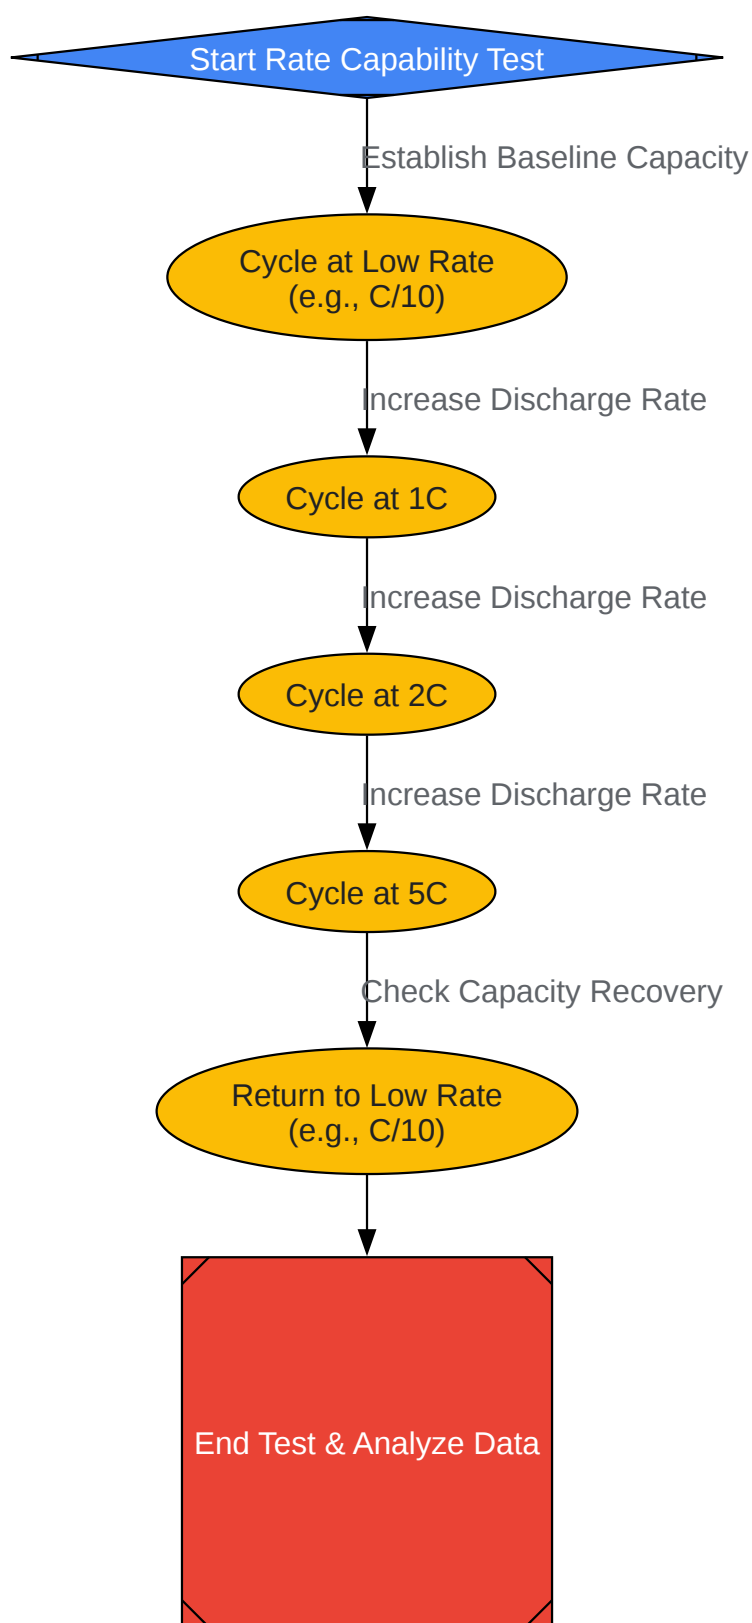 Start Rate Capability Test
Establish Baseline Capacity
Cycle at Low Rate
(e.g., C/10)
Increase Discharge Rate
Cycle at 1C
Increase Discharge Rate
Cycle at 2C
Increase Discharge Rate
Cycle at 5C
Check Capacity Recovery
Return to Low Rate
(e.g., C/10)
End Test & Analyze Data